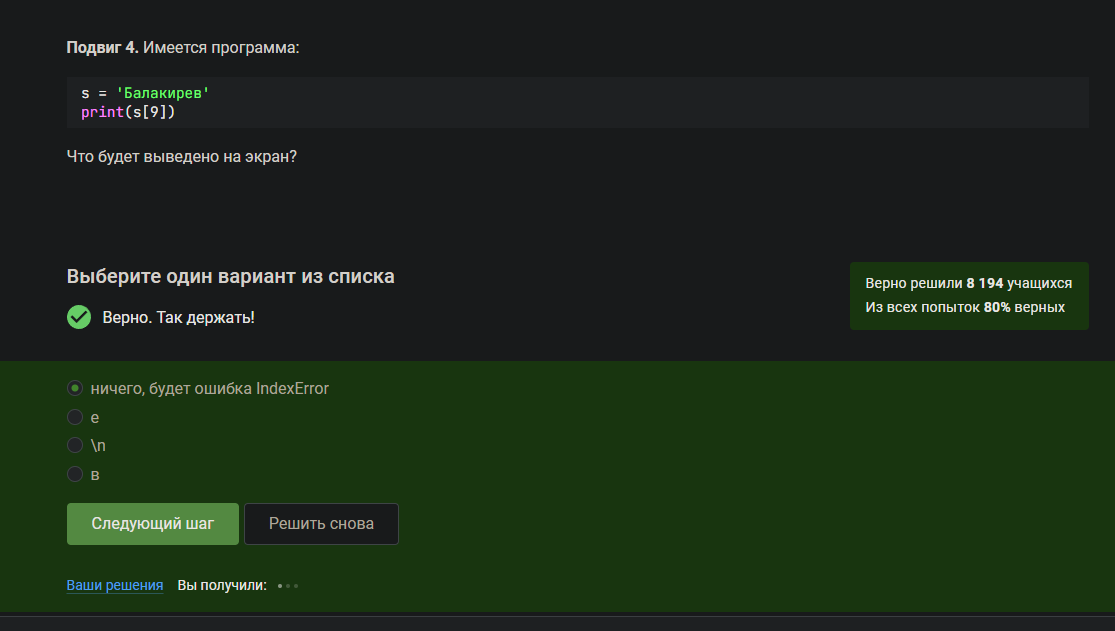 Подвиг 4. Имеется программа:
s = 'Балакирев'
print(s[9])
Что будет выведено на экран?
Выберите один вариант из списка
Верно. Так держать!
Верно решили 8 194 учащихся
Из всех попыток 80% верных
ничего, будет ошибка IndexError
е
\n
в
Следующий шаг
Решить снова
Ваши решения Вы получили: